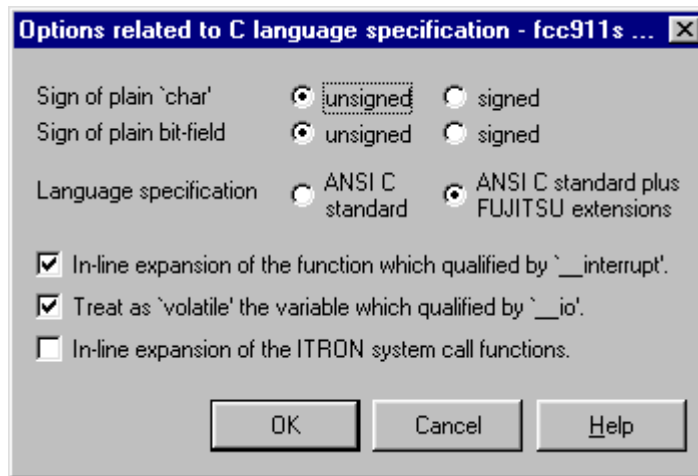 Options related to C language specification - fcc911s ...
Sign of plain `char' unsigned signed
Sign of plain bit-field unsigned signed
Language specification ANSI C standard ANSI C standard plus FUJITSU extensions
In-line expansion of the function which qualified by `__interrupt'.
Treat as `volatile' the variable which qualified by `__io'.
In-line expansion of the ITRON system call functions.
OK Cancel Help